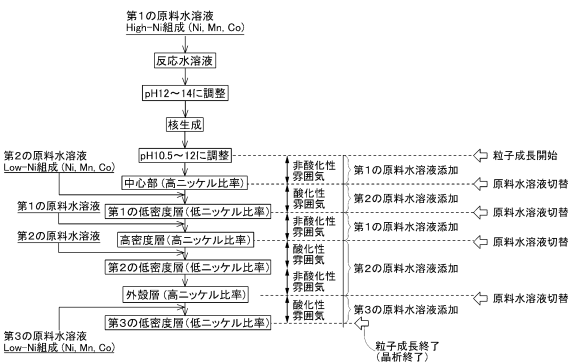 第1の原料水溶液
High-Ni組成 (Ni, Mn, Co)
反応水溶液
pH12～14に調整
核生成
pH10.5～12に調整
粒子成長開始
第2の原料水溶液
Low-Ni組成 (Ni, Mn, Co)
非酸化性
雰囲気
第1の原料水溶液添加
中心部 (高ニッケル比率)
原料水溶液切替
酸化性
雰囲気
第2の原料水溶液添加
第1の原料水溶液
第1の低密度層 (低ニッケル比率)
原料水溶液切替
非酸化性
雰囲気
第1の原料水溶液添加
第2の原料水溶液
高密度層 (高ニッケル比率)
原料水溶液切替
酸化性
雰囲気
第2の低密度層 (低ニッケル比率)
第2の原料水溶液添加
非酸化性
雰囲気
外殻層 (高ニッケル比率)
原料水溶液切替
酸化性
雰囲気
第3の原料水溶液添加
第3の低密度層 (低ニッケル比率)
第3の原料水溶液
Low-Ni組成 (Ni, Mn, Co)
粒子成長終了
(晶析終了)